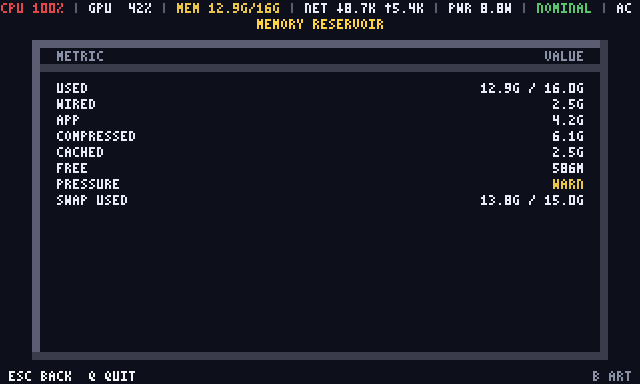 CPU 100% | GPU 42% | MEM 12.9G/16G | NET ↓8.7K ↑5.4K | PWR 8.8W | NOMINAL | AC
MEMORY RESERVOIR
METRIC VALUE
USED 12.9G / 16.0G
WIRED 2.5G
APP 4.2G
COMPRESSED 6.1G
CACHED 2.5G
FREE 586M
PRESSURE WARN
SWAP USED 13.8G / 15.0G
ESC BACK Q QUIT B ART